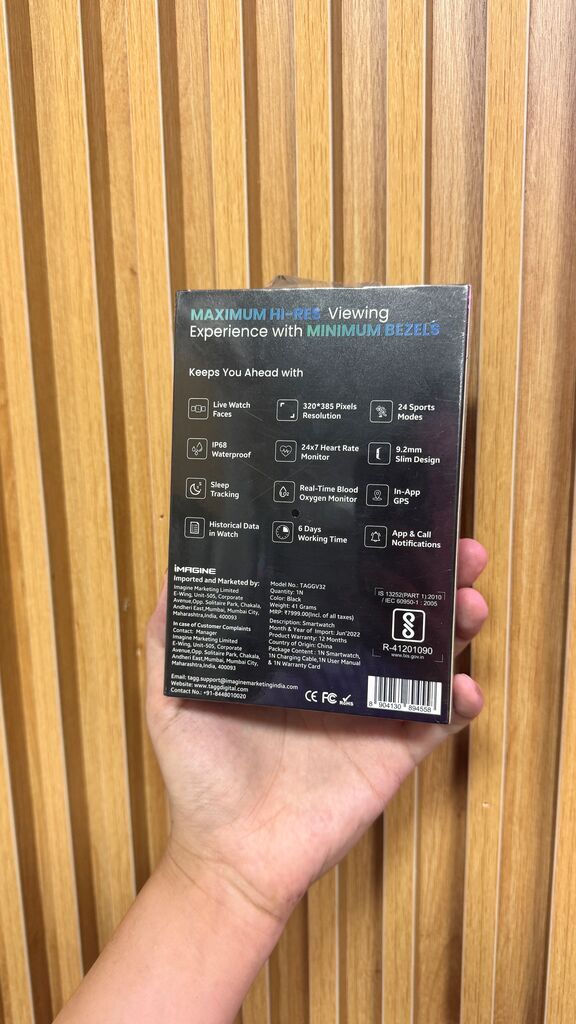 MAXIMUM HI-RES Viewing
Experience with MINIMUM BEZELS
Keeps You Ahead with
Live Watch
Faces
320*385 Pixels
Resolution
24 Sports
Modes
IP68
Waterproof
24x7 Heart Rate
Monitor
9.2mm
Slim Design
Sleep
Tracking
Real-Time Blood
Oxygen Monitor
In-App
GPS
Historical Data
in Watch
6 Days
Working Time
App & Call
Notifications
IMAGINE
Imported and Marketed by:
Imagine Marketing Limited
E-Wing, Unit-505, Corporate
Avenue,Opp. Solitaire Park, Chakala,
Andheri East,Mumbai, Mumbai City,
Maharashtra,India, 400093
In case of Customer Complaints
Contact: Manager
Imagine Marketing Limited
E-Wing, Unit-505, Corporate
Avenue,Opp. Solitaire Park, Chakala,
Andheri East, Mumbai, Mumbai City,
Maharashtra,India, 400093
Email: tagg.support@imaginemarketingindia.com
Website: www.taggdigital.com
Contact No.: +91-8448010020
Model No.: TAGGV32
Quantity: 1N
Color: Black
Weight: 41 Grams
MRP: ₹7999.00(Incl. of all taxes)
Description: Smartwatch
Month & Year of Import: Jun'2022
Product Warranty: 12 Months
Country of Origin: China
Package Content : 1N Smartwatch,
1N Charging Cable,1N User Manual
& 1N Warranty Card
CE FC RoHS
IS 13252(PART 1):2010
/ IEC 60950-1 : 2005
R-41201090
www.bis.gov.in
8 904130 894558